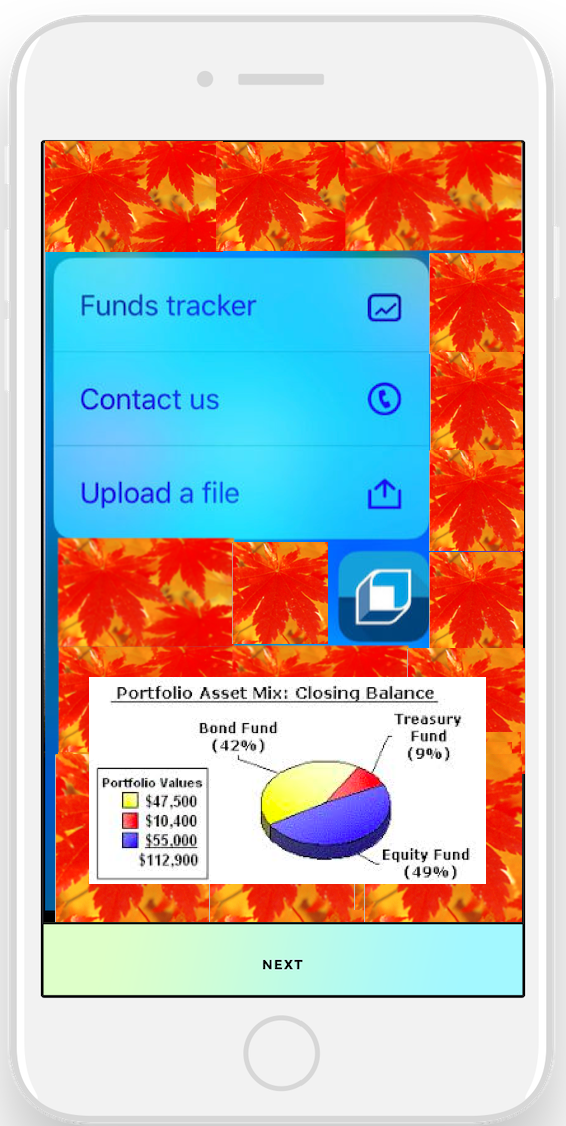 Funds tracker
Contact us
Upload a file
Portfolio Asset Mix: Closing Balance
Bond Fund
(42%)
Treasury
Fund
(9%)
Portfolio Values
$47,500
$10,400
$55,000
$112,900
Equity Fund
(49%)
NEXT